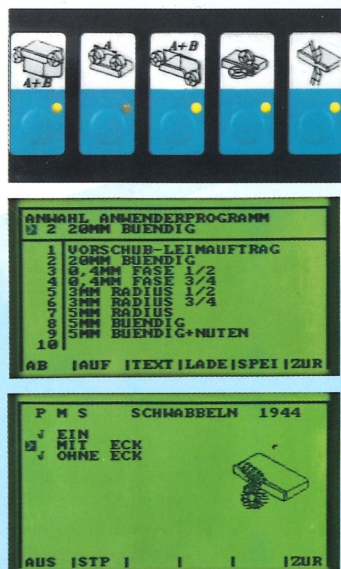 A+B
A
A+B
ANWAHL ANWENDERPROGRAMM
2 20MM BUENDIG
1 VORSCHUB-LEIMAUFTRAG
2 20MM BUENDIG
3 0,4MM FASE 1/2
4 0,4MM FASE 3/4
5 3MM RADIUS 1/2
6 3MM RADIUS 3/4
7 5MM RADIUS
8 5MM BUENDIG
9 5MM BUENDIG+NUTEN
10
AB |AUF |TEXT|LADE|SPEI|ZUR
P M S SCHWABBELN 1944
EIN
MIT ECK
OHNE ECK
AUS |STP | | | |ZUR